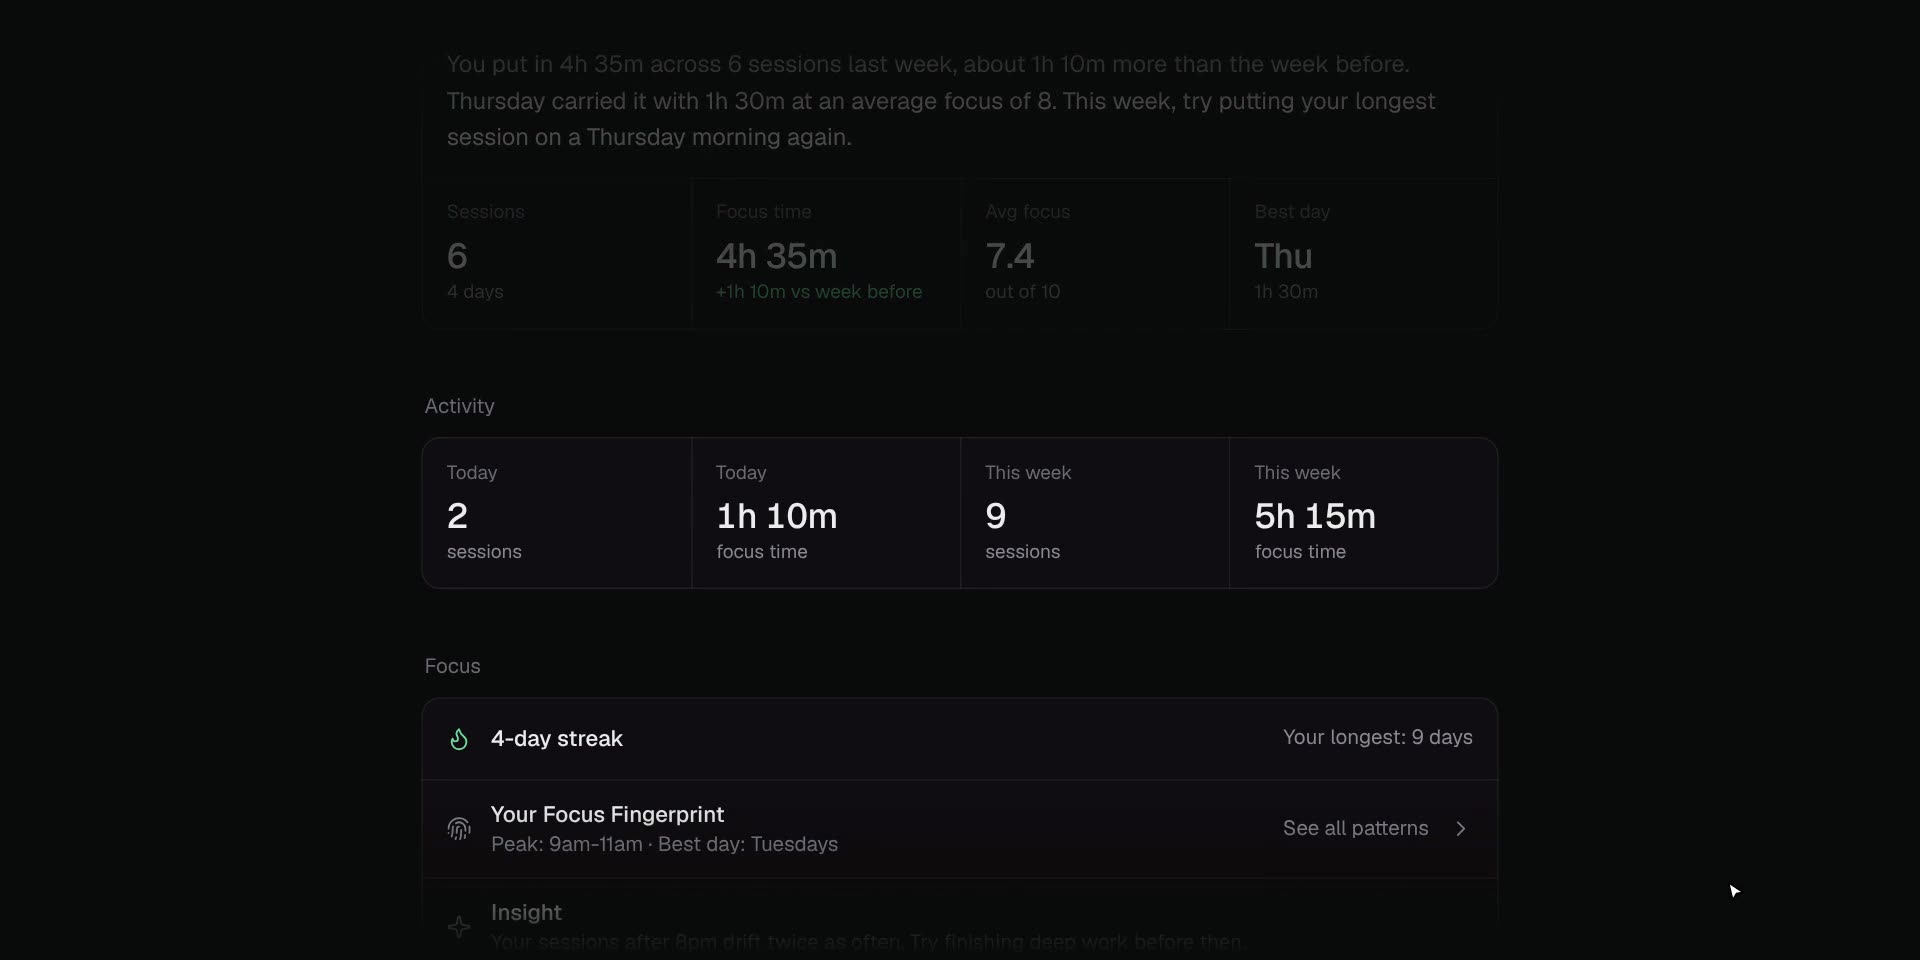 You put in 4h 35m across 6 sessions last week, about 1h 10m more than the week before.
Thursday carried it with 1h 30m at an average focus of 8. This week, try putting your longest
session on a Thursday morning again.
Sessions
6
4 days
Focus time
4h 35m
+1h 10m vs week before
Avg focus
7.4
out of 10
Best day
Thu
1h 30m
Activity
Today
2
sessions
Today
1h 10m
focus time
This week
9
sessions
This week
5h 15m
focus time
Focus
4-day streak
Your longest: 9 days
Your Focus Fingerprint
Peak: 9am-11am · Best day: Tuesdays
See all patterns
Insight
Your sessions after 8pm drift twice as often. Try finishing deep work before then.